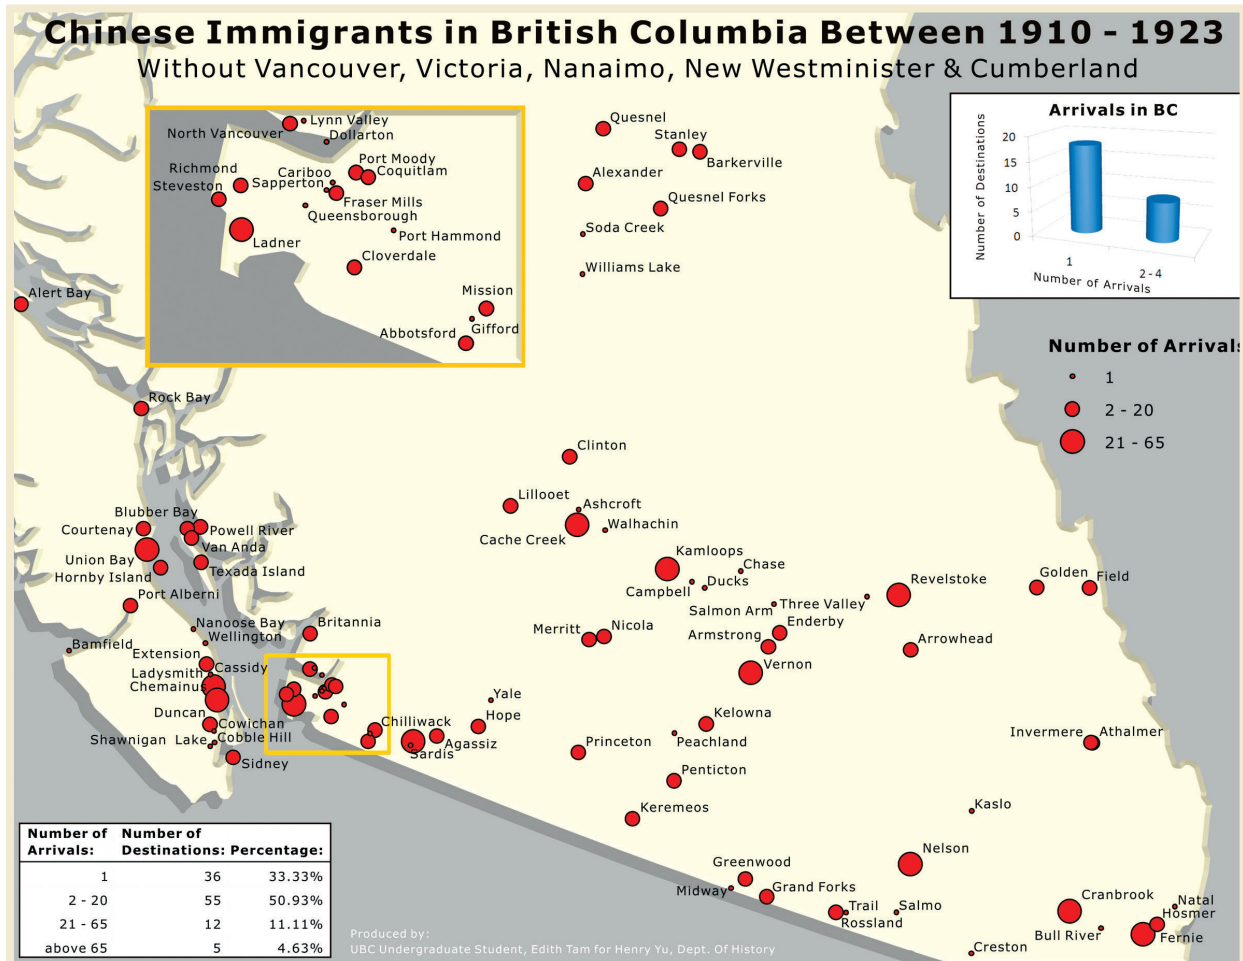 Chinese Immigrants in British Columbia Between 1910 - 1923
Without Vancouver, Victoria, Nanaimo, New Westminister & Cumberland
Lynn Valley
North Vancouver
Dollarton
Port Moody
Richmond
Cariboo
Coquitlam
Steveston
Sapperton
Fraser Mills
Queensborough
Ladner
Port Hammond
Cloverdale
Mission
Gifford
Abbotsford
Quesnel
Stanley
Barkerville
Alexander
Quesnel Forks
Soda Creek
Williams Lake
Arrivals in BC
Number of Destinations
20
15
10
5
0
1
2 - 4
Number of Arrivals
Number of Arrivals
1
2 - 20
21 - 65
Alert Bay
Rock Bay
Clinton
Lillooet
Ashcroft
Walhachin
Cache Creek
Blubber Bay
Courtenay
Powell River
Van Anda
Union Bay
Texada Island
Hornby Island
Port Alberni
Kamloops
Chase
Campbell
Ducks
Salmon Arm
Three Valley
Revelstoke
Golden
Field
Enderby
Merritt
Nicola
Armstrong
Arrowhead
Vernon
Nanoose Bay
Wellington
Britannia
Bamfield
Extension
Cassidy
Ladysmith
Chemainus
Duncan
Cowichan
Shawnigan Lake
Cobble Hill
Sidney
Yale
Hope
Chilliwack
Agassiz
Sardis
Kelowna
Peachland
Princeton
Penticton
Keremeos
Invermere
Athalmer
Kaslo
Nelson
Greenwood
Midway
Grand Forks
Trail
Rossland
Salmo
Cranbrook
Natal
Hosmer
Bull River
Fernie
Creston
Number of Arrivals: Number of Destinations: Percentage:
1 36 33.33%
2 - 20 55 50.93%
21 - 65 12 11.11%
above 65 5 4.63%
Produced by:
UBC Undergraduate Student, Edith Tam for Henry Yu, Dept. Of History